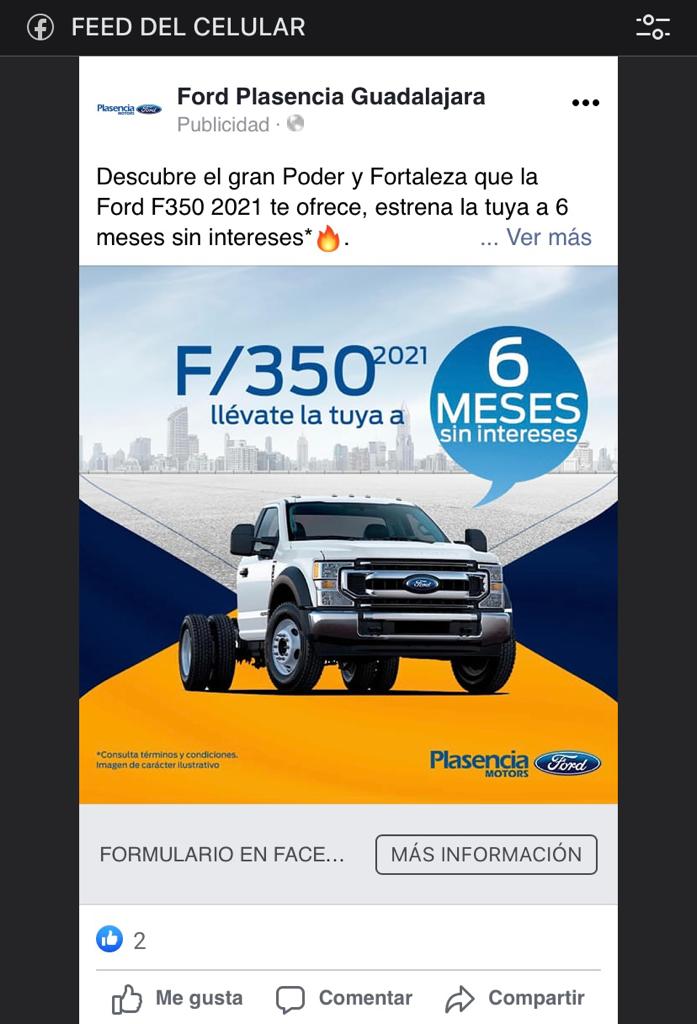 FEED DEL CELULAR
Plasencia MOTORS Ford
Ford Plasencia Guadalajara
Publicidad ·
Descubre el gran Poder y Fortaleza que la
Ford F350 2021 te ofrece, estrena la tuya a 6
meses sin intereses*🔥. ... Ver más
F/350 2021
llévate la tuya a
6
MESES
sin intereses
Ford
*Consulta términos y condiciones.
Imagen de carácter ilustrativo
Plasencia Ford
MOTORS
FORMULARIO EN FACE...
MÁS INFORMACIÓN
2
Me gusta
Comentar
Compartir